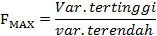 F_MAX = Var.tertinggi / var.terendah